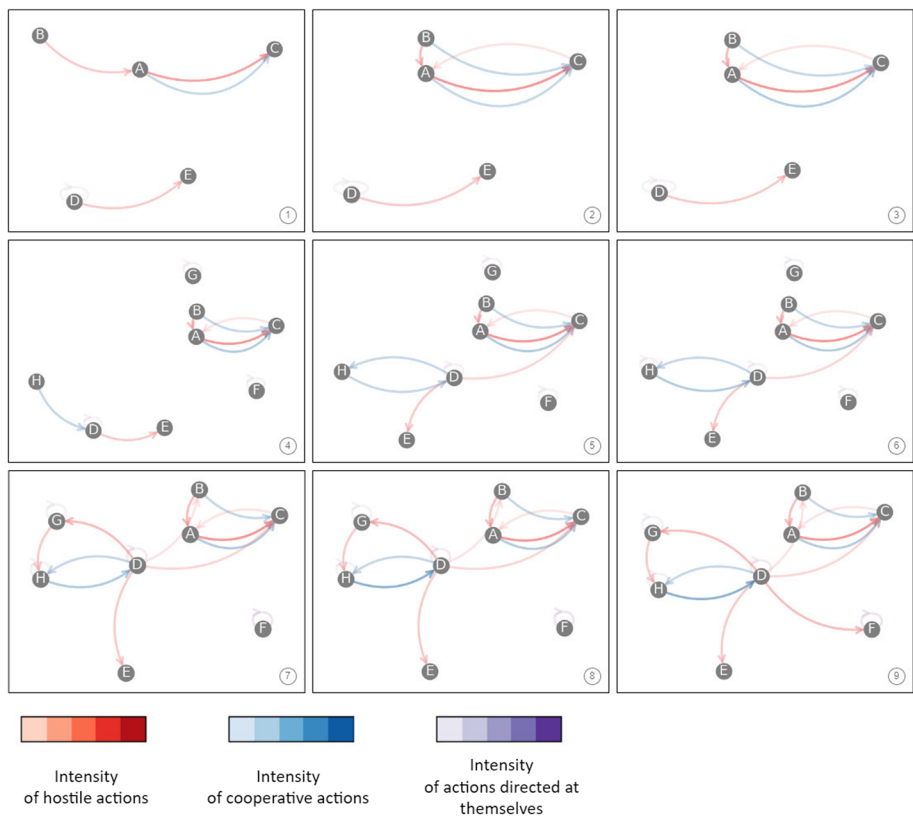 B
A
C
E
D
1
B
A
C
E
D
2
B
A
C
E
D
3
G
B
A
C
H
F
D
E
4
G
B
A
C
H
D
F
E
5
G
B
A
C
H
D
F
E
6
B
G
A
C
D
H
F
E
7
B
G
A
C
D
H
F
E
8
B
G
A
C
D
H
F
E
9
Intensity
of hostile actions
Intensity
of cooperative actions
Intensity
of actions directed at
themselves